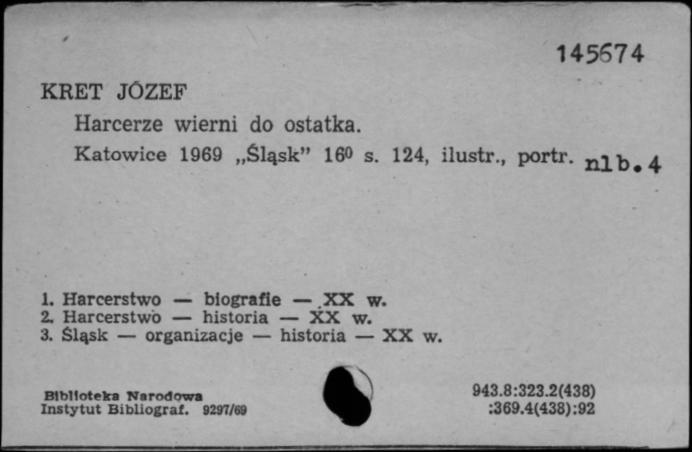 145674
KRET JÓZEF
Harcerze wierni do ostatka.
Katowice 1969 „Śląsk” 16⁰ s. 124, ilustr., portr. nlb. 4
1. Harcerstwo — biografie — XX w.
2. Harcerstwo — historia — XX w.
3. Śląsk — organizacje — historia — XX w.
Biblioteka Narodowa
Instytut Bibliograf. 9297/69
943.8:323.2(438)
:369.4(438):92